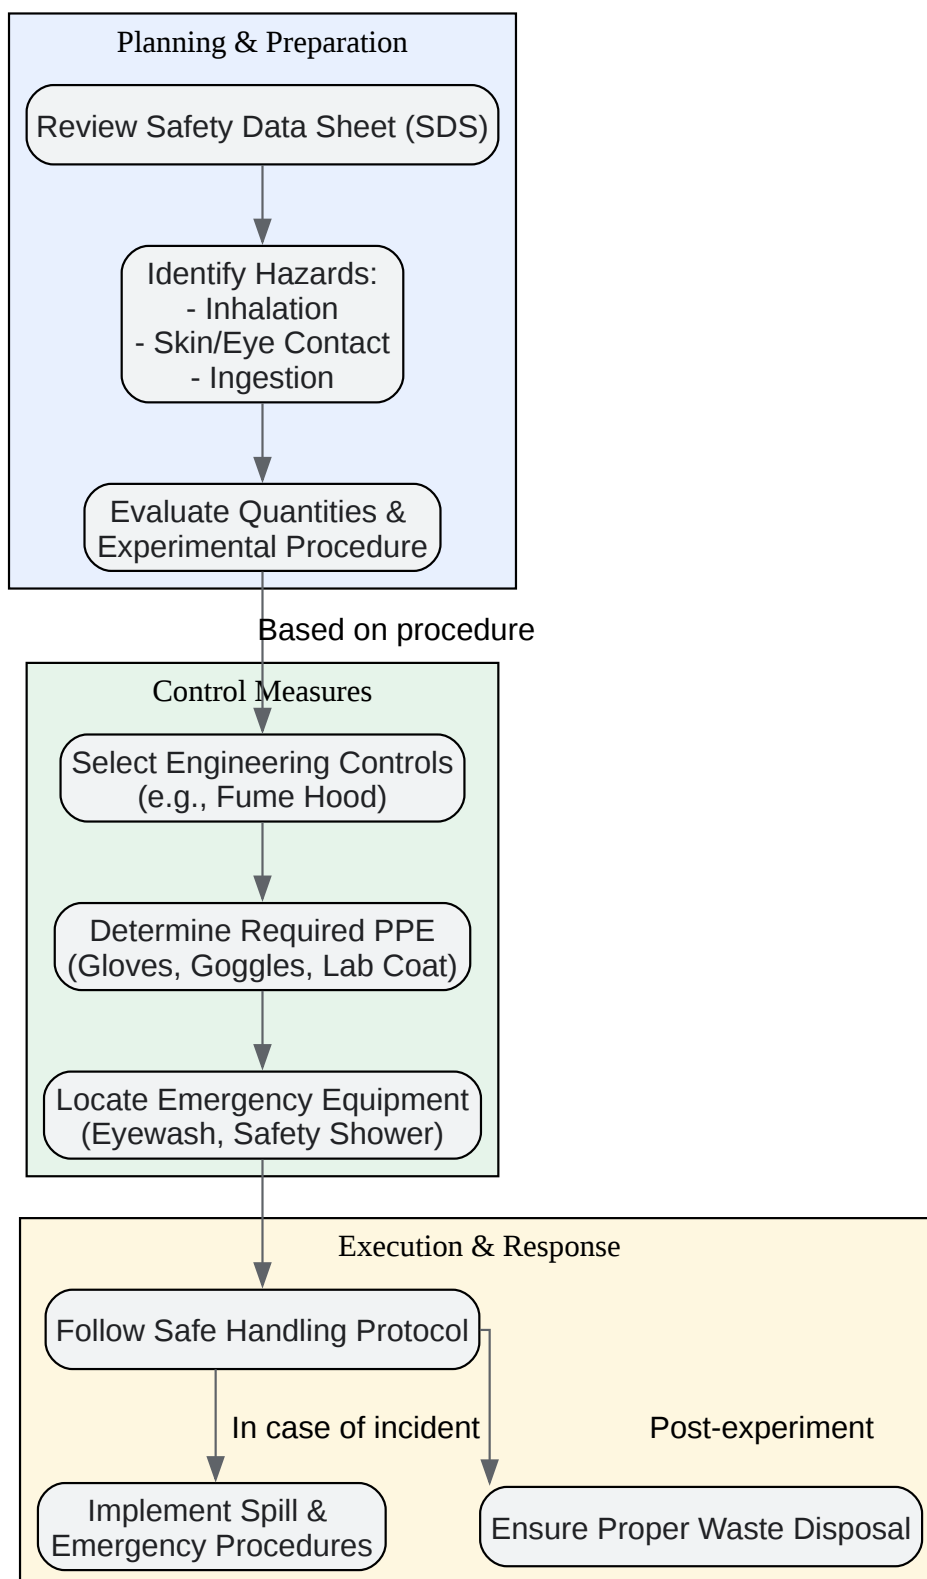 Planning & Preparation
Review Safety Data Sheet (SDS)
Identify Hazards:
- Inhalation
- Skin/Eye Contact
- Ingestion
Evaluate Quantities &
Experimental Procedure
Based on procedure
Control Measures
Select Engineering Controls
(e.g., Fume Hood)
Determine Required PPE
(Gloves, Goggles, Lab Coat)
Locate Emergency Equipment
(Eyewash, Safety Shower)
Execution & Response
Follow Safe Handling Protocol
In case of incident
Post-experiment
Implement Spill &
Emergency Procedures
Ensure Proper Waste Disposal